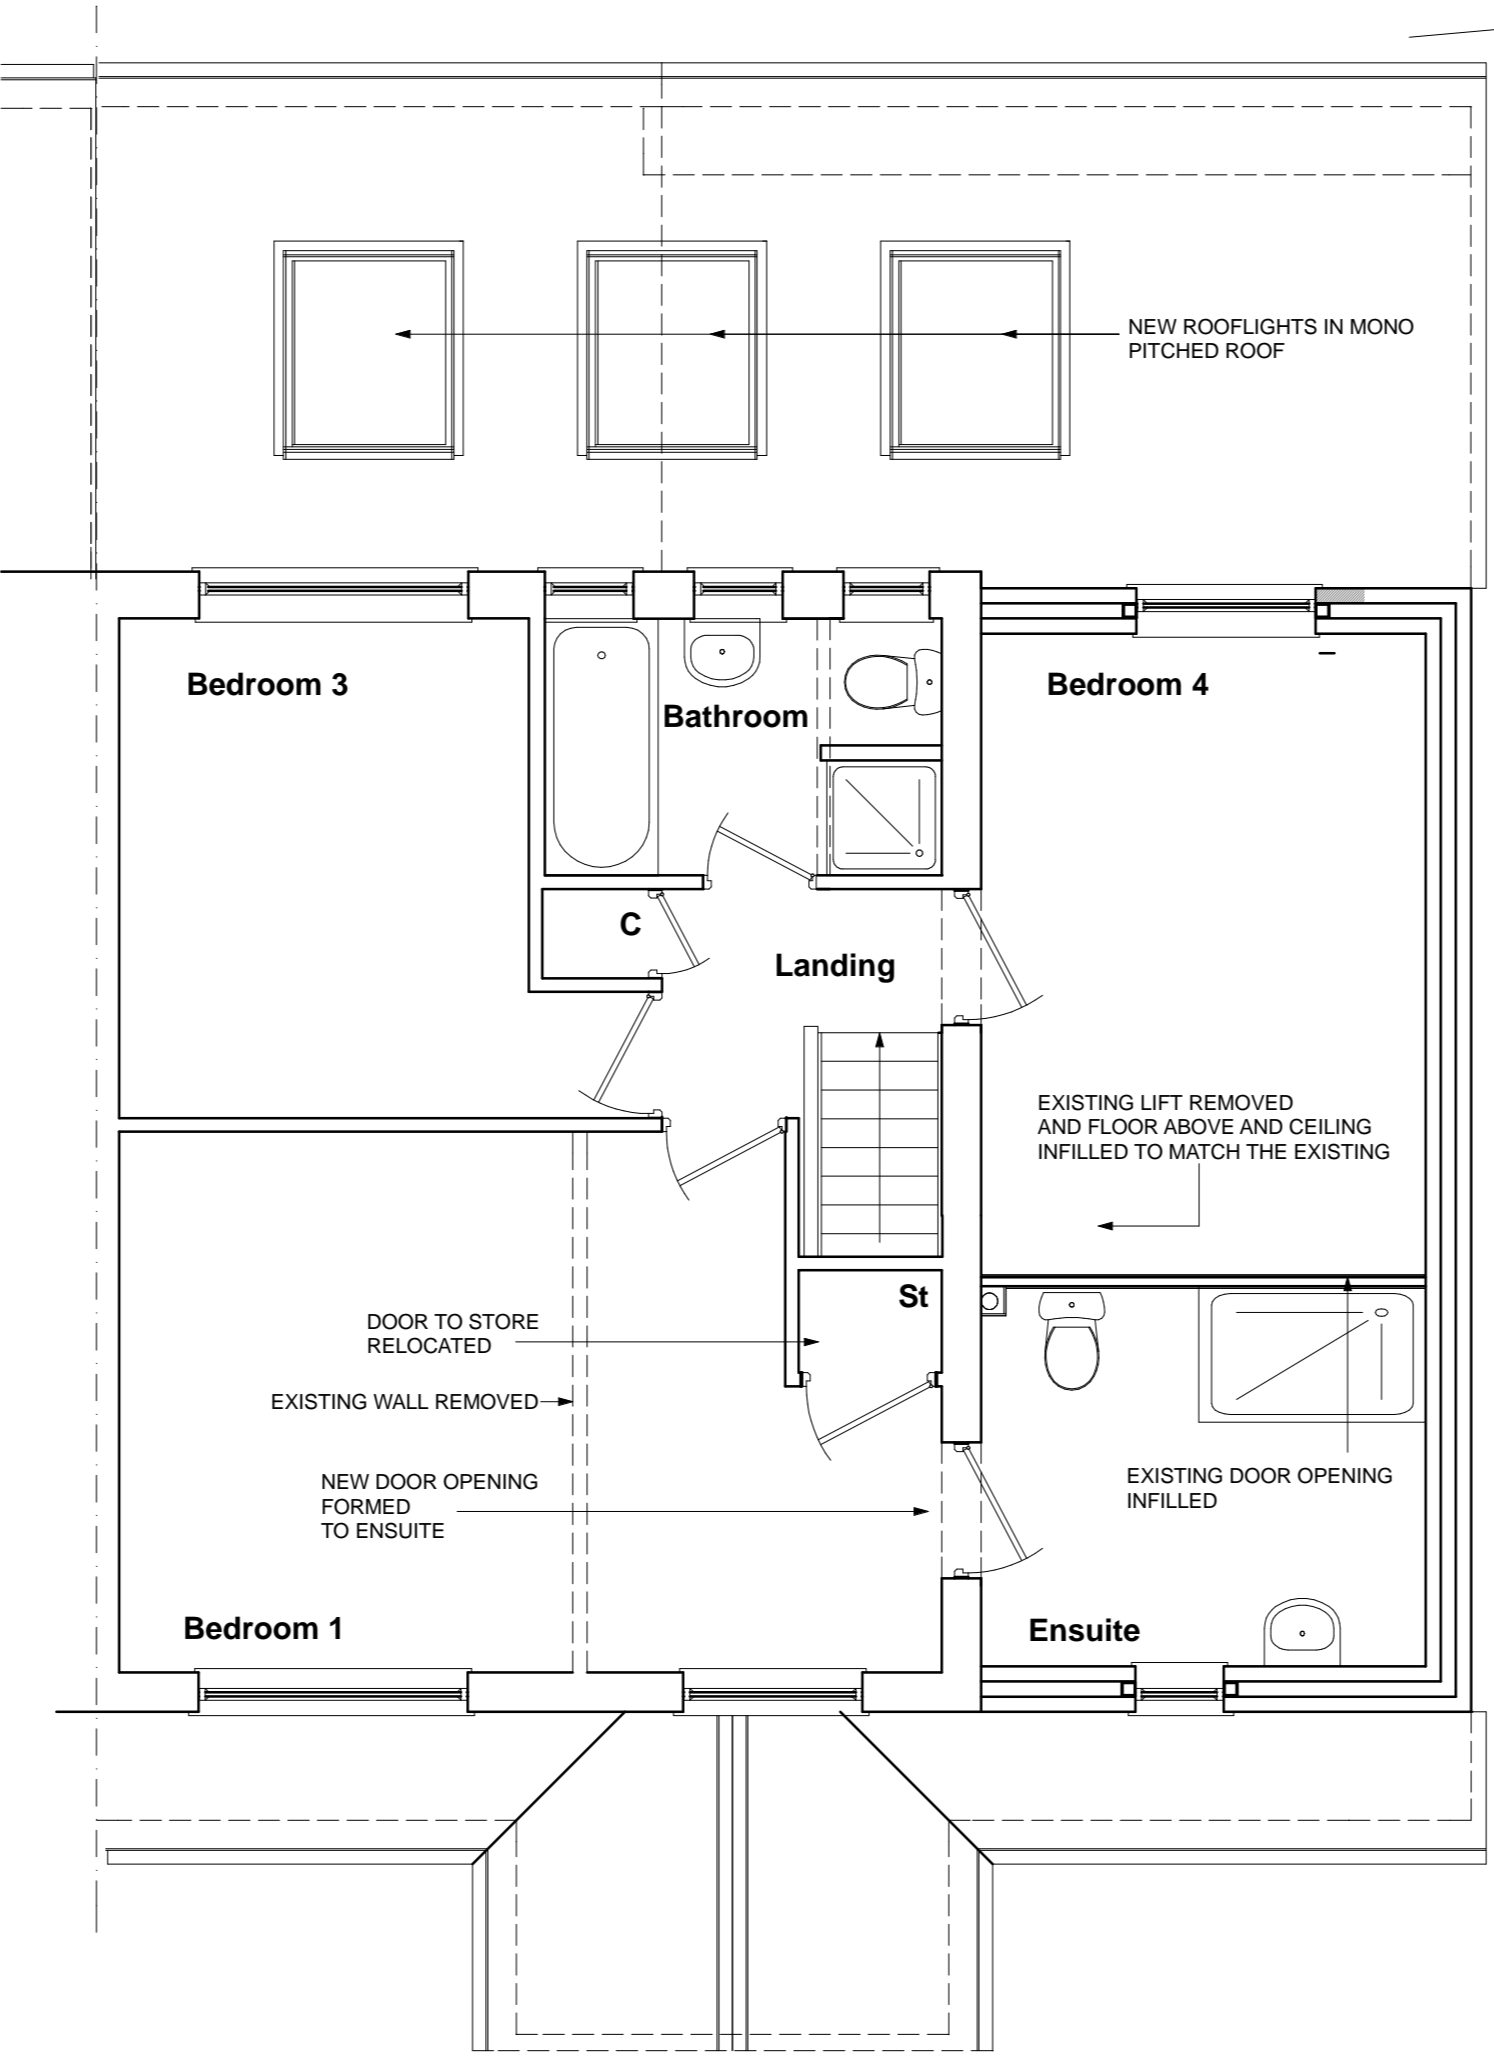 NEW ROOFLIGHTS IN MONO
PITCHED ROOF
Bedroom 3
Bathroom
Bedroom 4
C
Landing
EXISTING LIFT REMOVED
AND FLOOR ABOVE AND CEILING
INFILLED TO MATCH THE EXISTING
St
DOOR TO STORE
RELOCATED
EXISTING WALL REMOVED
NEW DOOR OPENING
FORMED
TO ENSUITE
EXISTING DOOR OPENING
INFILLED
Bedroom 1
Ensuite